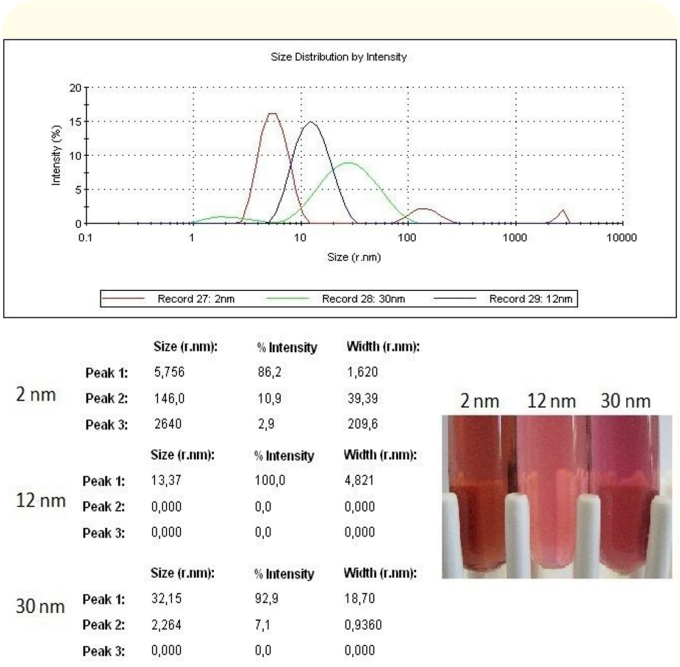 Size Distribution by Intensity
20
15
10
5
0
Intensity (%)
0.1 1 10 100 1000 10000
Size (r.nm)
Record 27: 2nm Record 28: 30nm Record 29: 12nm
Size (r.nm): % Intensity Width (r.nm):
2 nm
Peak 1: 5,756 86,2 1,620
Peak 2: 146,0 10,9 39,39
Peak 3: 2640 2,9 209,6
Size (r.nm): % Intensity Width (r.nm):
12 nm
Peak 1: 13,37 100,0 4,821
Peak 2: 0,000 0,0 0,000
Peak 3: 0,000 0,0 0,000
Size (r.nm): % Intensity Width (r.nm):
30 nm
Peak 1: 32,15 92,9 18,70
Peak 2: 2,264 7,1 0,9360
Peak 3: 0,000 0,0 0,000
2 nm 12 nm 30 nm